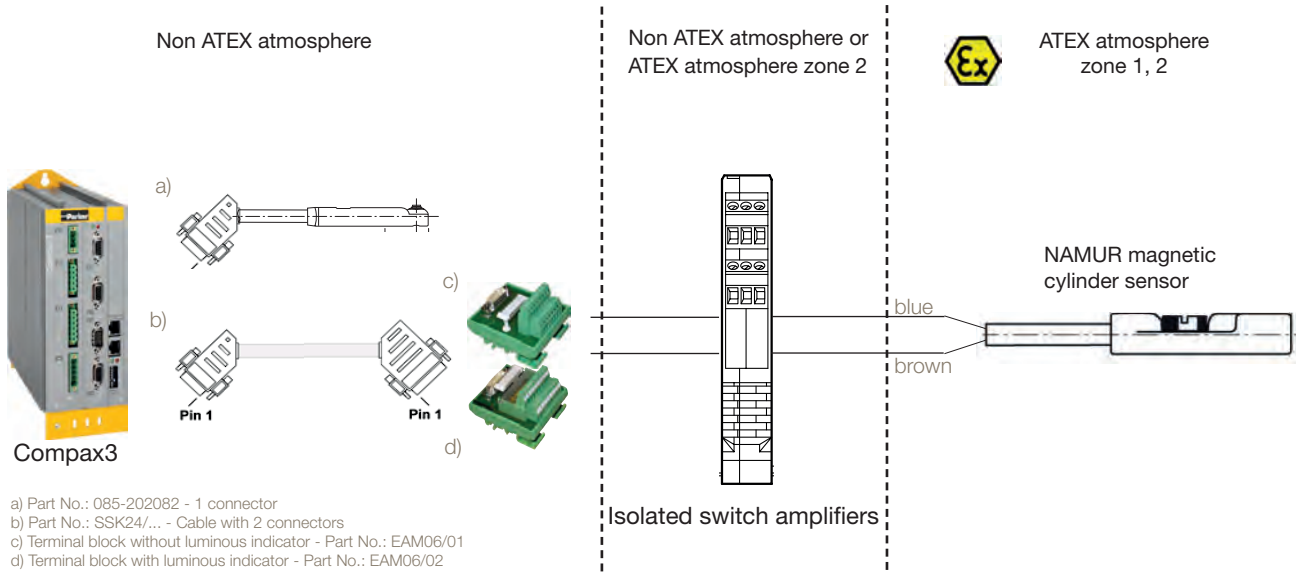 Non ATEX atmosphere
Non ATEX atmosphere or
ATEX atmosphere zone 2
Ex
ATEX atmosphere
zone 1, 2
a)
Parker
b)
c)
NAMUR magnetic
cylinder sensor
blue
brown
Pin 1
Pin 1
d)
Compax3
a) Part No.: 085-202082 - 1 connector
b) Part No.: SSK24/... - Cable with 2 connectors
c) Terminal block without luminous indicator - Part No.: EAM06/01
d) Terminal block with luminous indicator - Part No.: EAM06/02
Isolated switch amplifiers